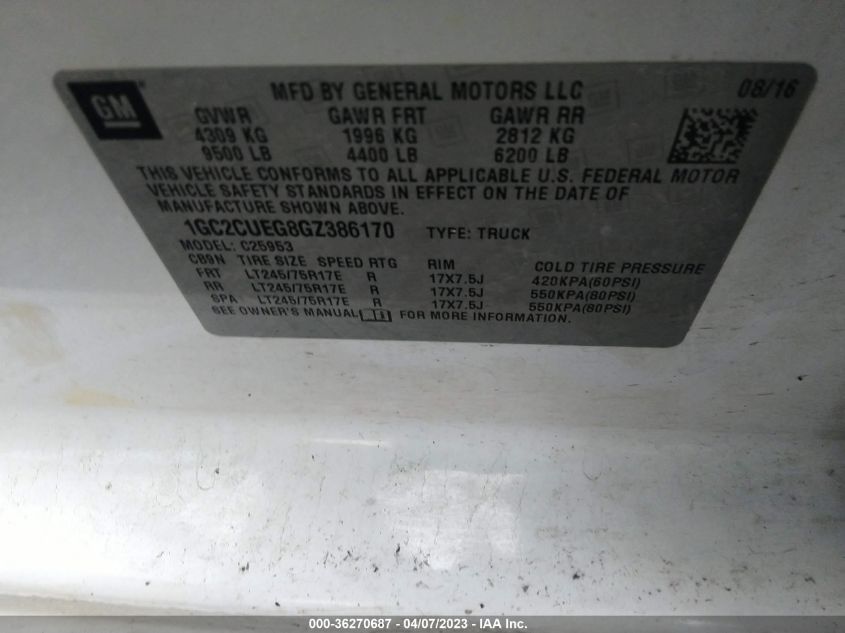 GM
MFD BY GENERAL MOTORS LLC 08/16
GVWR GAWR FRT GAWR RR
4309 KG 1996 KG 2812 KG
9500 LB 4400 LB 6200 LB
THIS VEHICLE CONFORMS TO ALL APPLICABLE U.S. FEDERAL MOTOR
VEHICLE SAFETY STANDARDS IN EFFECT ON THE DATE OF
MANUFACTURE SHOWN ABOVE.
1GC2CUEG8GZ386170 TYPE: TRUCK
MODEL: C25953
CB9N TIRE SIZE SPEED RTG RIM COLD TIRE PRESSURE
FRT LT245/75R17E R 17X7.5J 420KPA(60PSI)
RR LT245/75R17E R 17X7.5J 550KPA(80PSI)
SPA LT245/75R17E R 17X7.5J 550KPA(80PSI)
SEE OWNER'S MANUAL FOR MORE INFORMATION.
000-36270687 - 04/07/2023 - © IAA Inc.